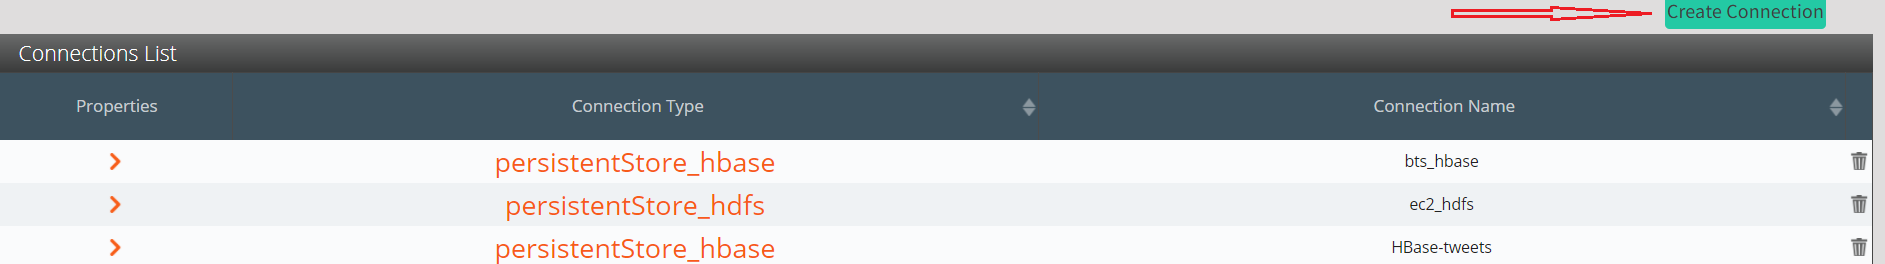 Create Connection
Connections List
Properties Connection Type Connection Name
persistentStore_hbase bts_hbase
persistentStore_hdfs ec2_hdfs
persistentStore_hbase HBase-tweets